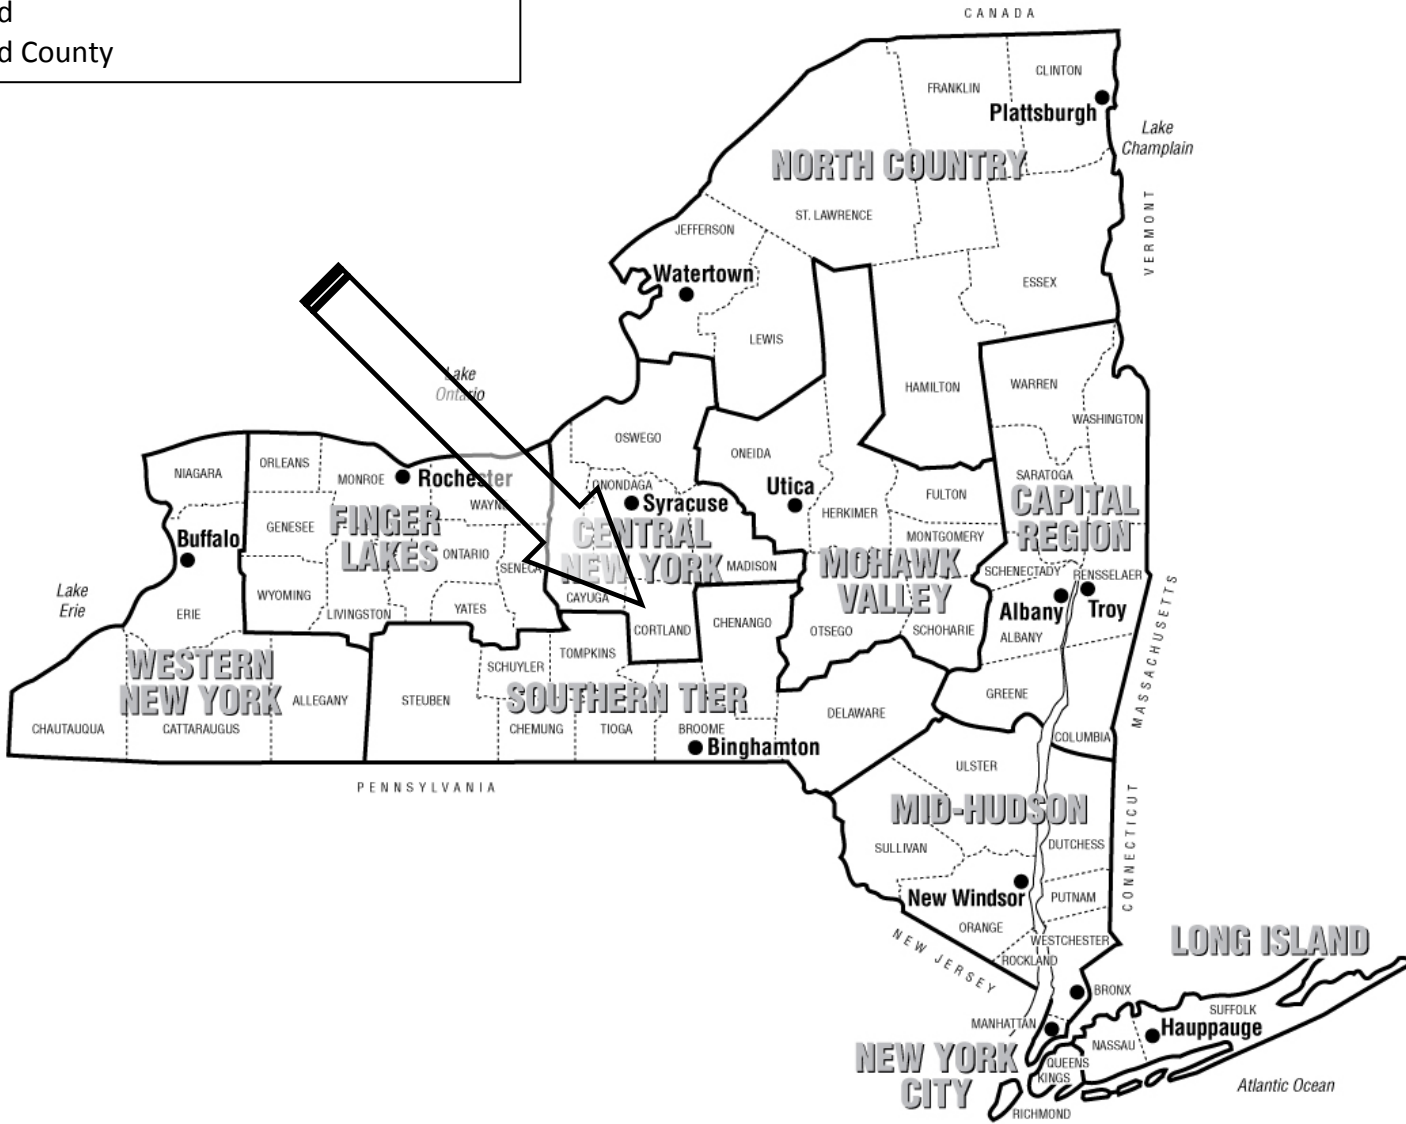 d
d County
CANADA
CLINTON
FRANKLIN
Plattsburgh
Lake
Champlain
NORTH COUNTRY
VERMONT
ST. LAWRENCE
JEFFERSON
Watertown
ESSEX
LEWIS
Lake
Ontario
HAMILTON
WARREN
WASHINGTON
OSWEGO
ONEIDA
NIAGARA
ORLEANS
MONROE
Rochester
ONONDAGA
Syracuse
Utica
SARATOGA
FULTON
CAPITAL
REGION
WAYNE
HERKIMER
GENESEE
FINGER
LAKES
Buffalo
CENTRAL
NEW YORK
MONTGOMERY
ONTARIO
SENECA
MADISON
MOHAWK
VALLEY
SCHENECTADY
RENSSELAER
Lake
Erie
WYOMING
CAYUGA
Albany
Troy
MASSACHUSETTS
ERIE
LIVINGSTON
YATES
CORTLAND
CHENANGO
OTSEGO
SCHOHARIE
ALBANY
WESTERN
NEW YORK
SCHUYLER
TOMPKINS
ALLEGANY
STEUBEN
SOUTHERN TIER
GREENE
CHAUTAUQUA
CATTARAUGUS
CHEMUNG
TIOGA
BROOME
Binghamton
DELAWARE
COLUMBIA
PENNSYLVANIA
ULSTER
MID-HUDSON
CONNECTICUT
SULLIVAN
DUTCHESS
New Windsor
PUTNAM
ORANGE
WESTCHESTER
NEW JERSEY
ROCKLAND
LONG ISLAND
BRONX
MANHATTAN
SUFFOLK
Hauppauge
NASSAU
NEW YORK
CITY
QUEENS
KINGS
Atlantic Ocean
RICHMOND